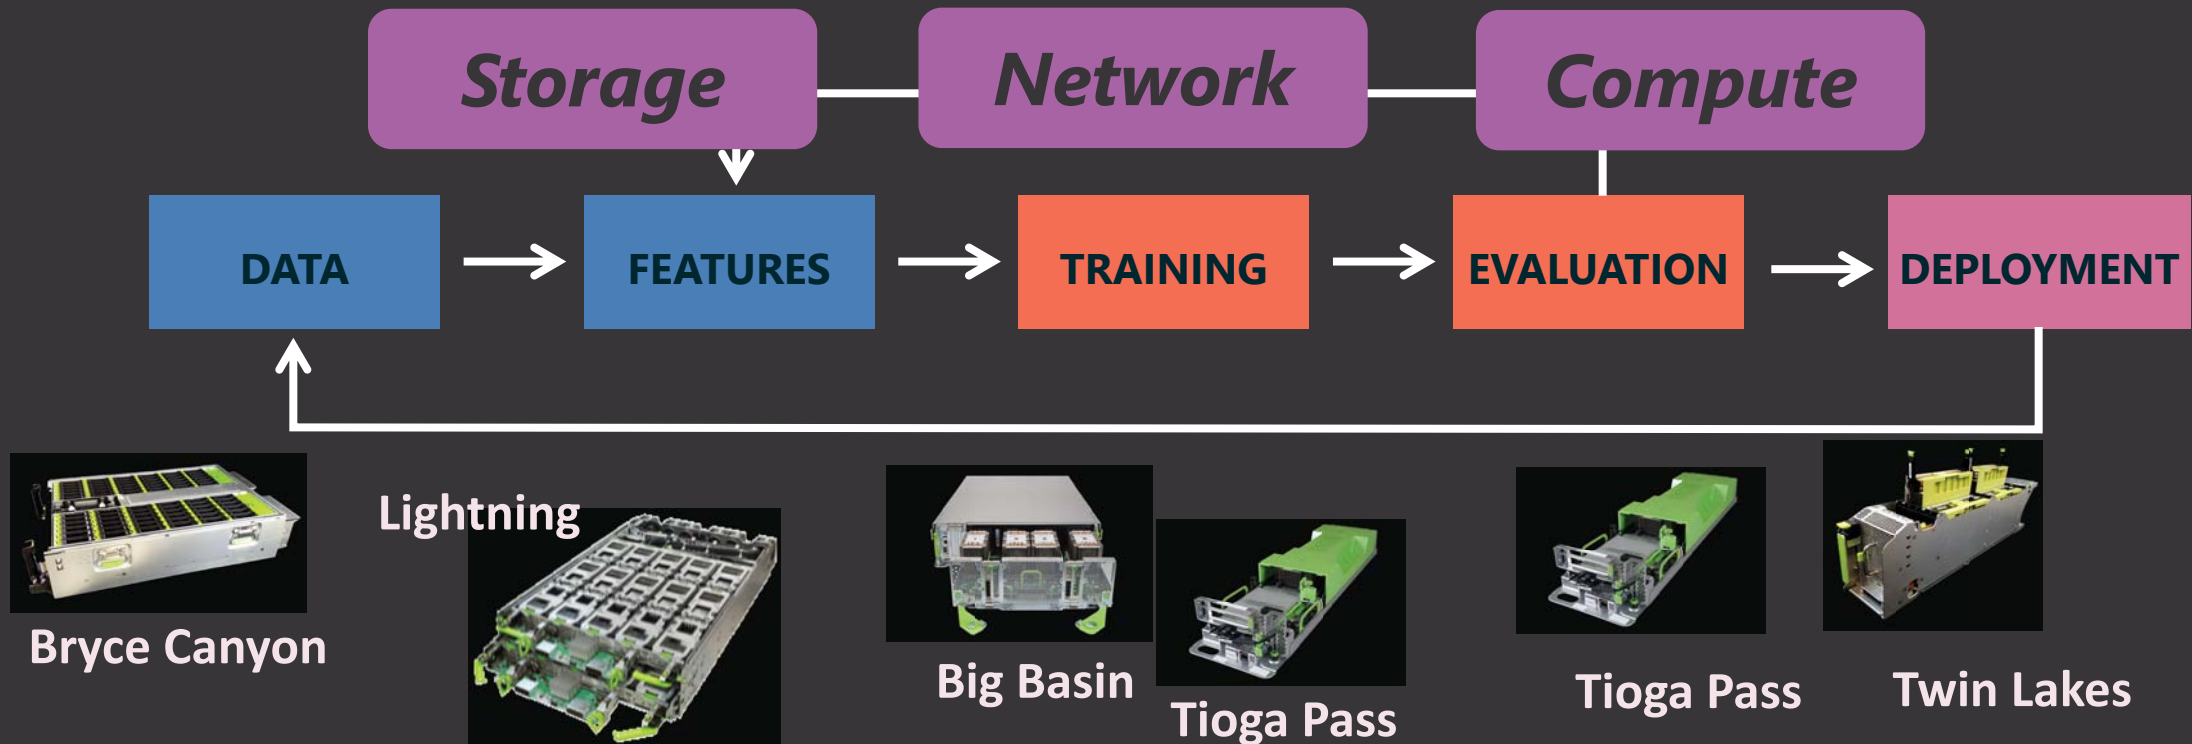 Storage
Network
Compute
DATA
FEATURES
TRAINING
EVALUATION
DEPLOYMENT
Lightning
Bryce Canyon
Big Basin
Tioga Pass
Tioga Pass
Twin Lakes